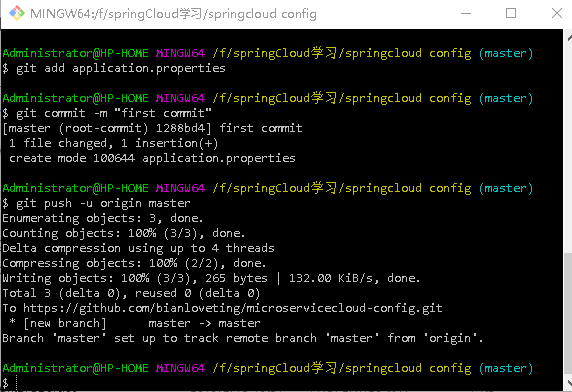 MINGW64:/f/springCloud学习/springcloud config
Administrator@HP-HOME MINGW64 /f/springCloud学习/springcloud config (master)
$ git add application.properties
Administrator@HP-HOME MINGW64 /f/springCloud学习/springcloud config (master)
$ git commit -m "first commit"
[master (root-commit) 1288bd4] first commit
1 file changed, 1 insertion(+)
create mode 100644 application.properties
Administrator@HP-HOME MINGW64 /f/springCloud学习/springcloud config (master)
$ git push -u origin master
Enumerating objects: 3, done.
Counting objects: 100% (3/3), done.
Delta compression using up to 4 threads
Compressing objects: 100% (2/2), done.
Writing objects: 100% (3/3), 265 bytes | 132.00 KiB/s, done.
Total 3 (delta 0), reused 0 (delta 0)
To https://github.com/bianloveting/microservicecloud-config.git
* [new branch] master -> master
Branch 'master' set up to track remote branch 'master' from 'origin'.
Administrator@HP-HOME MINGW64 /f/springCloud学习/springcloud config (master)
$